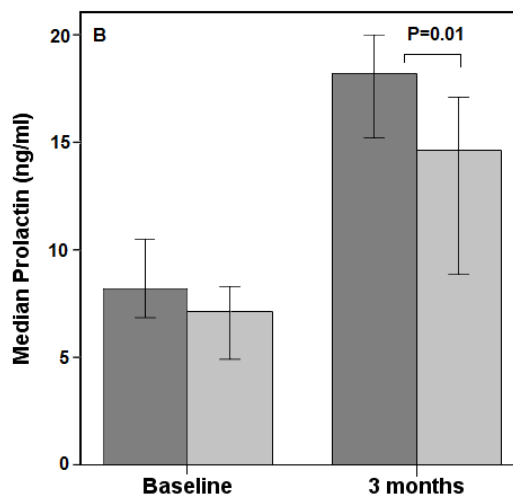 B
P=0.01
Median Prolactin (ng/ml)
20
15
10
5
0
Baseline
3 months